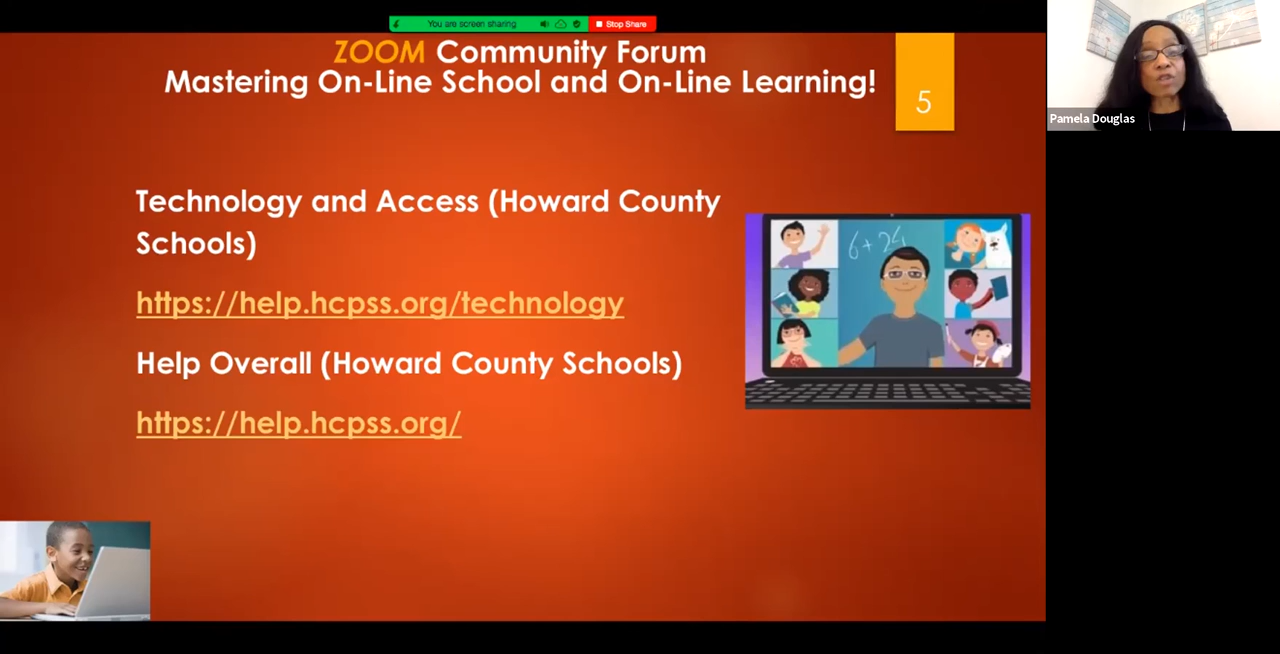 You are screen sharing
Stop Share
ZOOM Community Forum
Mastering On-Line School and On-Line Learning!
5
Pamela Douglas
Technology and Access (Howard County
Schools)
https://help.hcpss.org/technology
Help Overall (Howard County Schools)
https://help.hcpss.org/
6+24